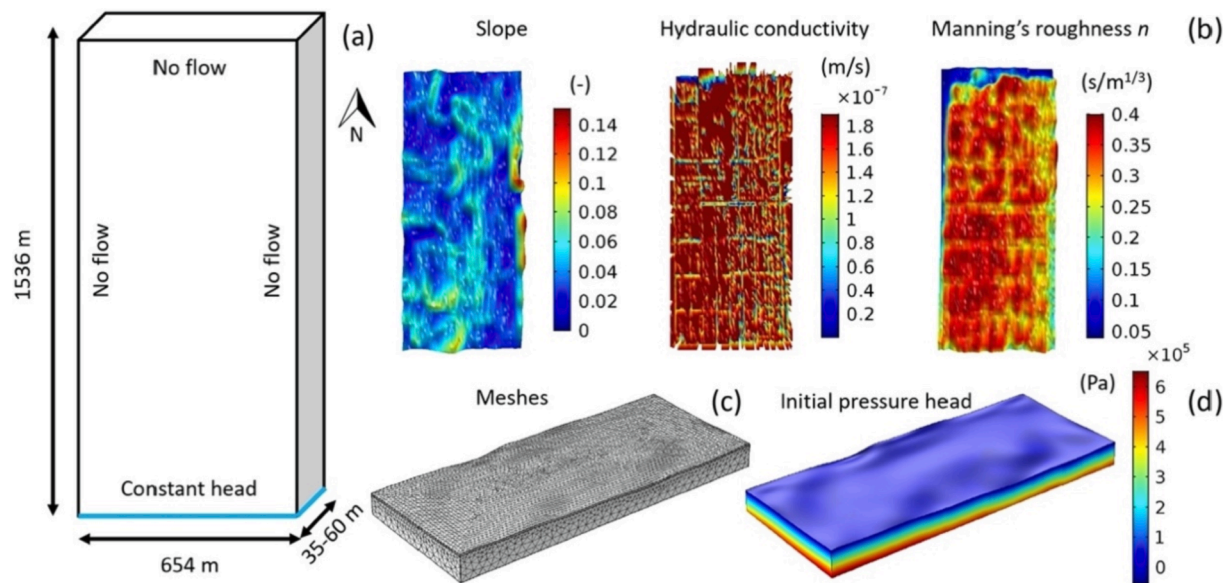 (a)
No flow
No flow
No flow
Constant head
1536 m
654 m
35-60 m
N
(b)
Slope
(-)
0.14
0.12
0.1
0.08
0.06
0.04
0.02
0
Hydraulic conductivity
(m/s)
×10⁻⁷
1.8
1.6
1.4
1.2
1
0.8
0.6
0.4
0.2
Manning's roughness n
(s/m¹/³)
0.4
0.35
0.3
0.25
0.2
0.15
0.1
0.05
Meshes
(c)
Initial pressure head
(d)
(Pa)
×10⁵
6
5
4
3
2
1
0